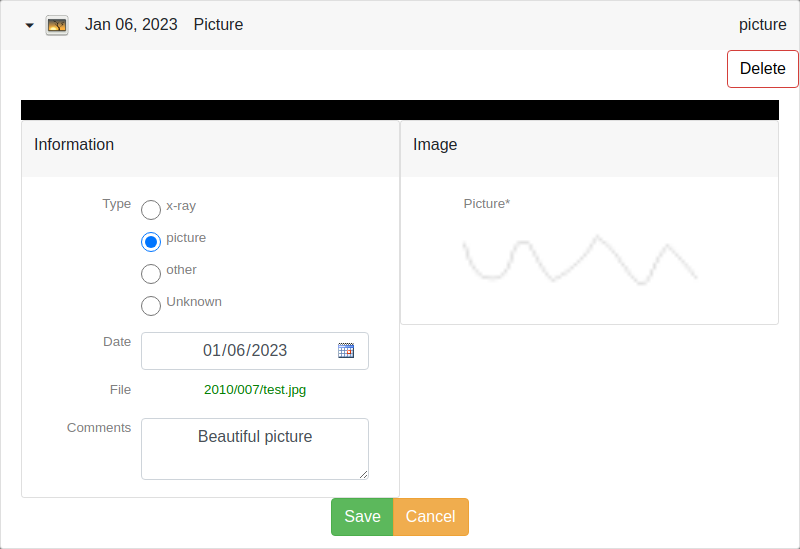 Jan 06, 2023 Picture picture
Delete
Information
Image
Type
x-ray
picture
other
Unknown
Date 01/06/2023
File 2010/007/test.jpg
Comments Beautiful picture
Picture*
Save Cancel